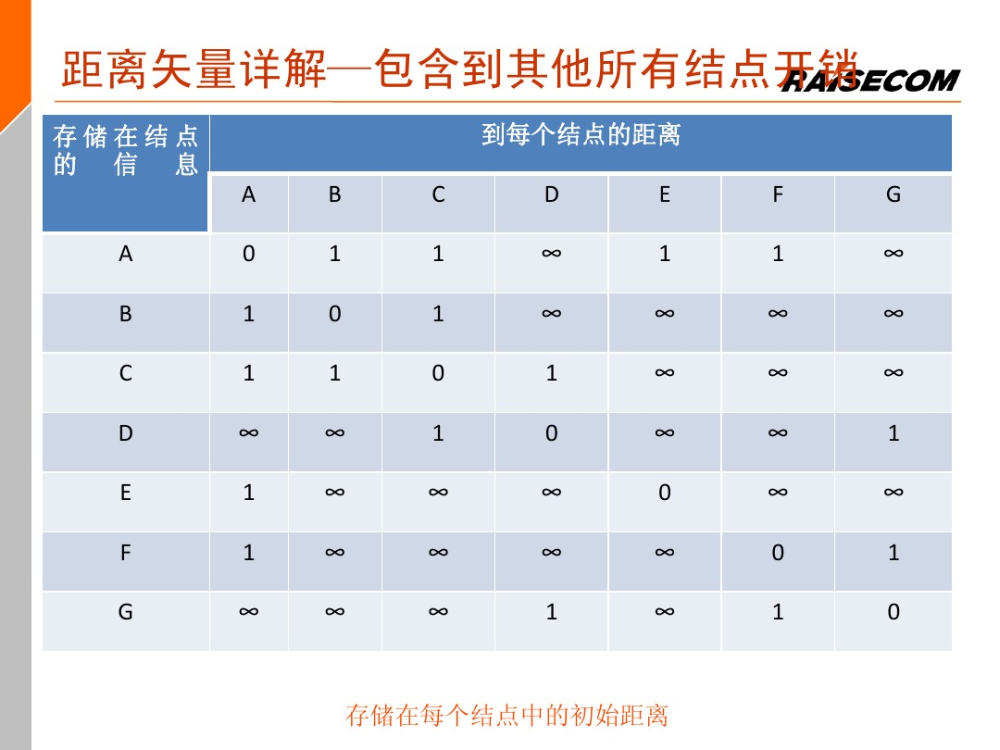 距离矢量详解—包含到其他所有结点开销
RAISECOM
存储在结点 到每个结点的距离
的信息
A B C D E F G
A 0 1 1 ∞ 1 1 ∞
B 1 0 1 ∞ ∞ ∞ ∞
C 1 1 0 1 ∞ ∞ ∞
D ∞ ∞ 1 0 ∞ ∞ 1
E 1 ∞ ∞ ∞ 0 ∞ ∞
F 1 ∞ ∞ ∞ ∞ 0 1
G ∞ ∞ ∞ 1 ∞ 1 0
存储在每个结点中的初始距离